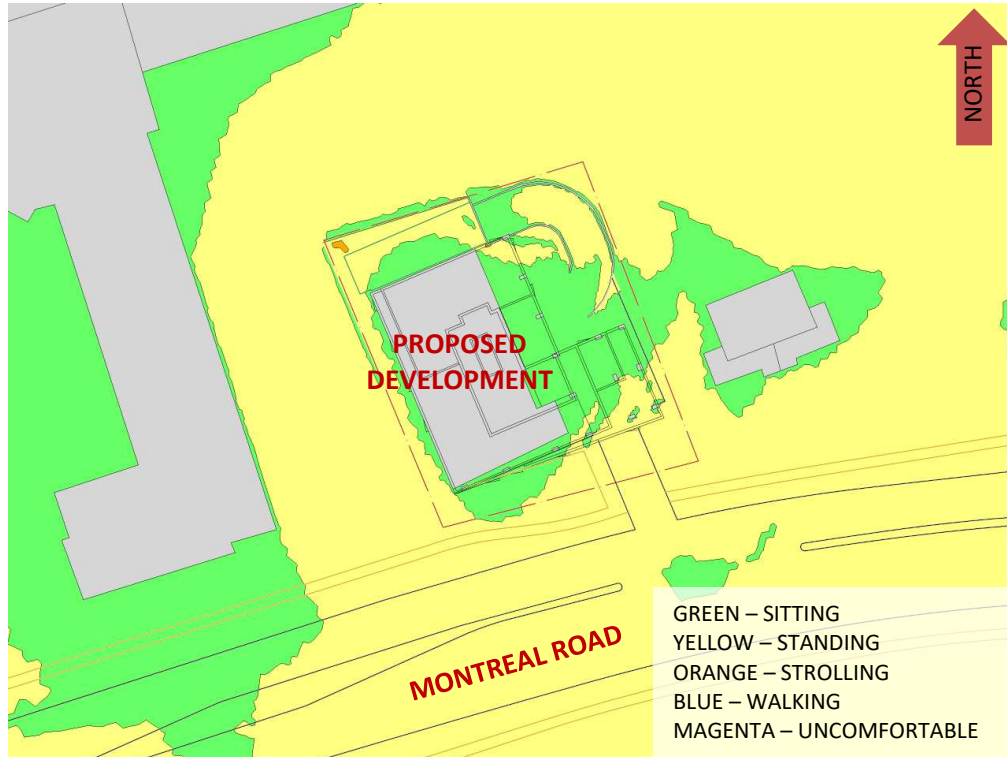 NORTH
PROPOSED
DEVELOPMENT
MONTREAL ROAD
GREEN – SITTING
YELLOW – STANDING
ORANGE – STROLLING
BLUE – WALKING
MAGENTA – UNCOMFORTABLE